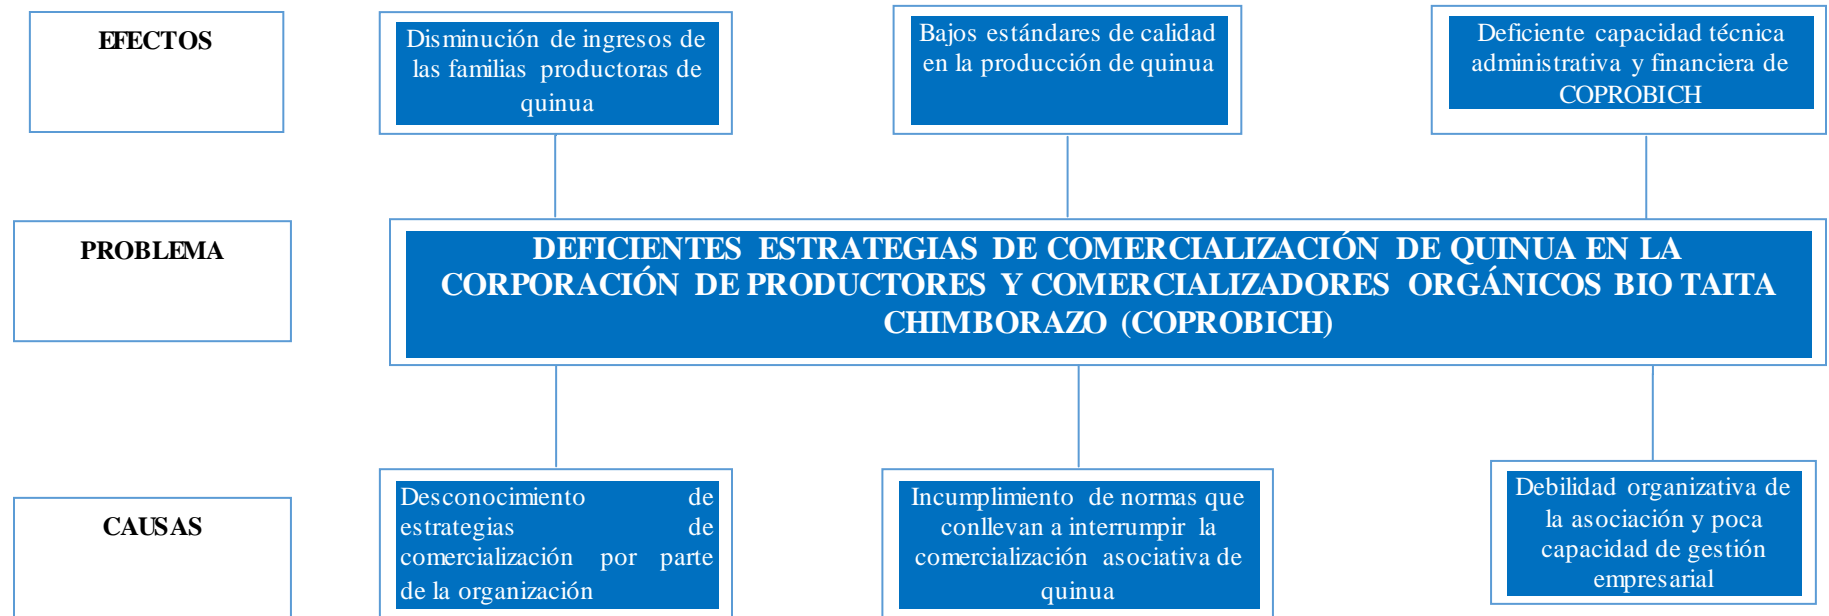 EFECTOS
Disminución de ingresos de
las familias productoras de
quinua
Bajos estándares de calidad
en la producción de quinua
Deficiente capacidad técnica
administrativa y financiera de
COPROBICH
PROBLEMA
DEFICIENTES ESTRATEGIAS DE COMERCIALIZACIÓN DE QUINUA EN LA
CORPORACIÓN DE PRODUCTORES Y COMERCIALIZADORES ORGÁNICOS BIO TAITA
CHIMBORAZO (COPROBICH)
CAUSAS
Desconocimiento de
estrategias de
comercialización por parte
de la organización
Incumplimiento de normas que
conllevan a interrumpir la
comercialización asociativa de
quinua
Debilidad organizativa de
la asociación y poca
capacidad de gestión
empresarial